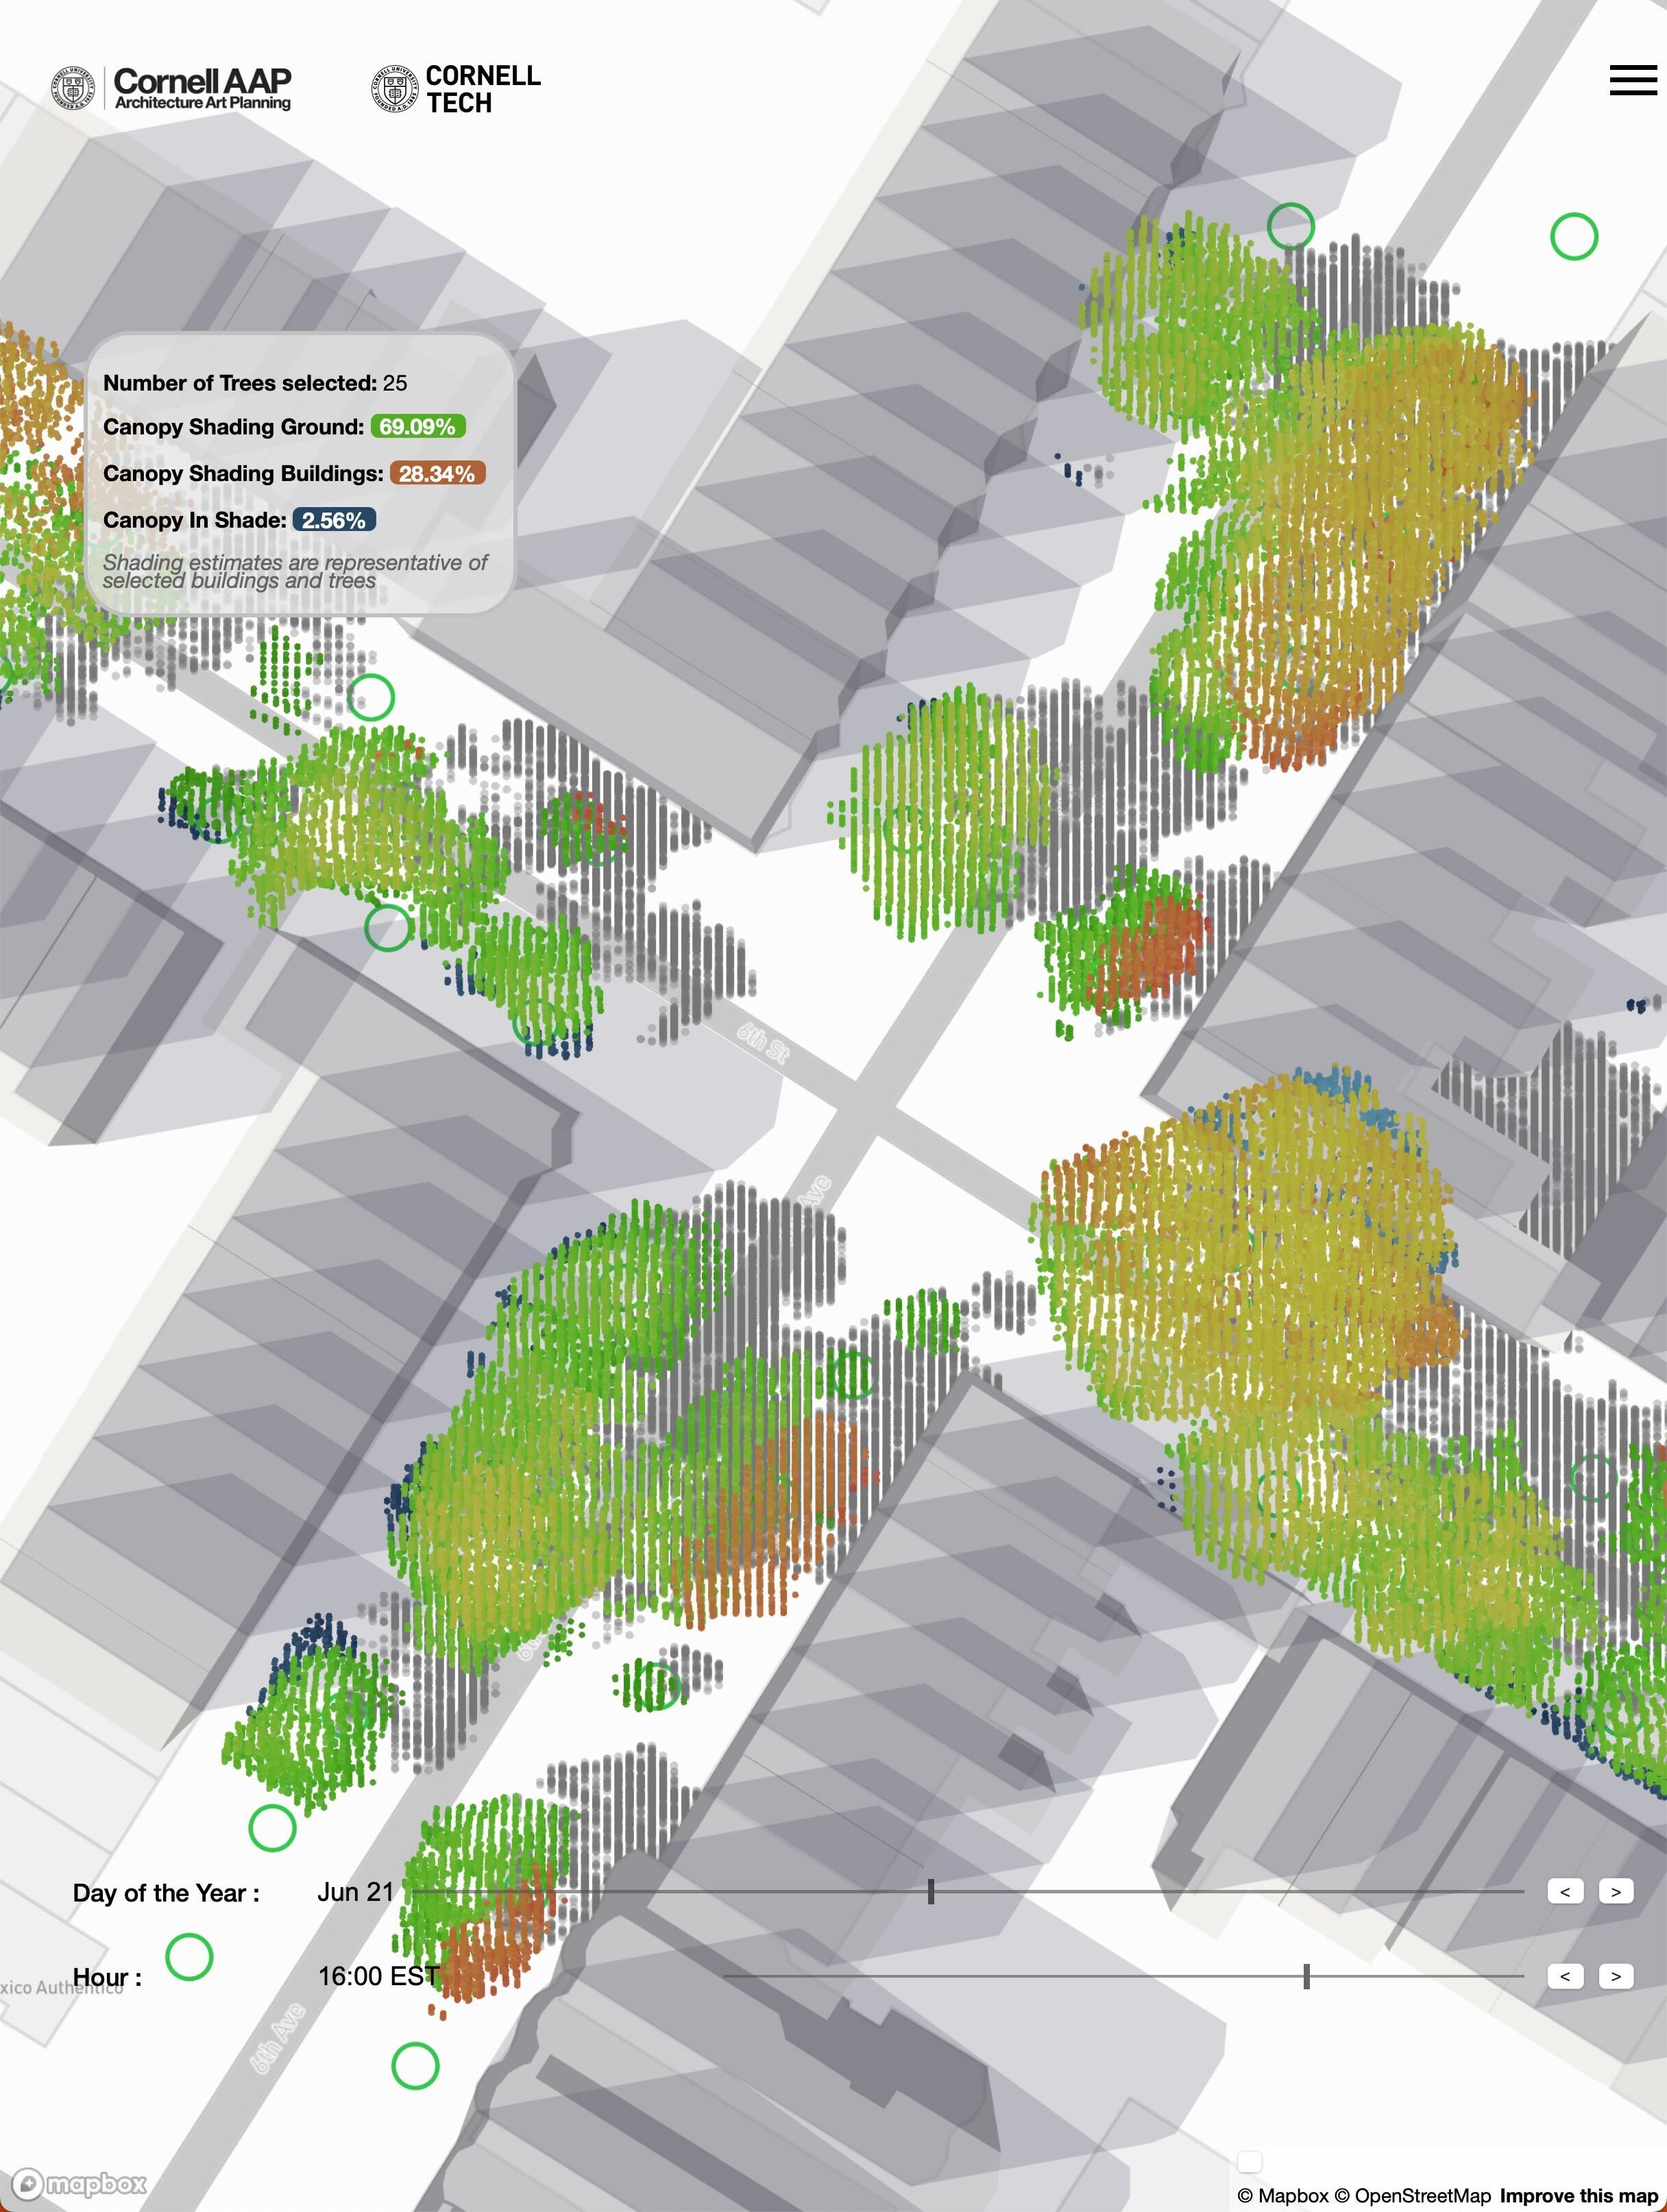 Cornell AAP
Architecture Art Planning
CORNELL
TECH
Number of Trees selected: 25
Canopy Shading Ground: 69.09%
Canopy Shading Buildings: 28.34%
Canopy In Shade: 2.56%
Shading estimates are representative of
selected buildings and trees
6th St
Ave
Day of the Year : Jun 21 < >
Hour : 16:00 EST < >
xico Authentico
6th Ave
mapbox
© Mapbox © OpenStreetMap Improve this map